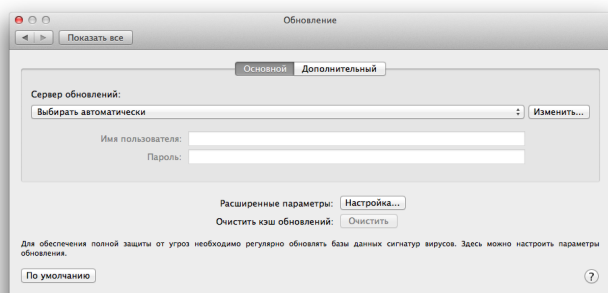 Обновление
Показать все
Основной Дополнительный
Сервер обновлений:
Выбирать автоматически Изменить...
Имя пользователя:
Пароль:
Расширенные параметры: Настройка...
Очистить кэш обновлений: Очистить
Для обеспечения полной защиты от угроз необходимо регулярно обновлять базы данных сигнатур вирусов. Здесь можно настроить параметры
обновления.
По умолчанию ?